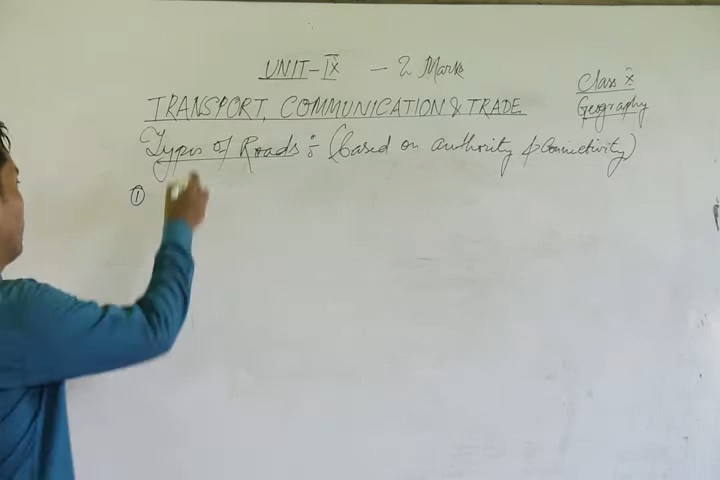 UNIT-IX - 2 Marks
Class X
TRANSPORT, COMMUNICATION & TRADE
Geography
Types of Roads : (based on authority & Connectivity)
①